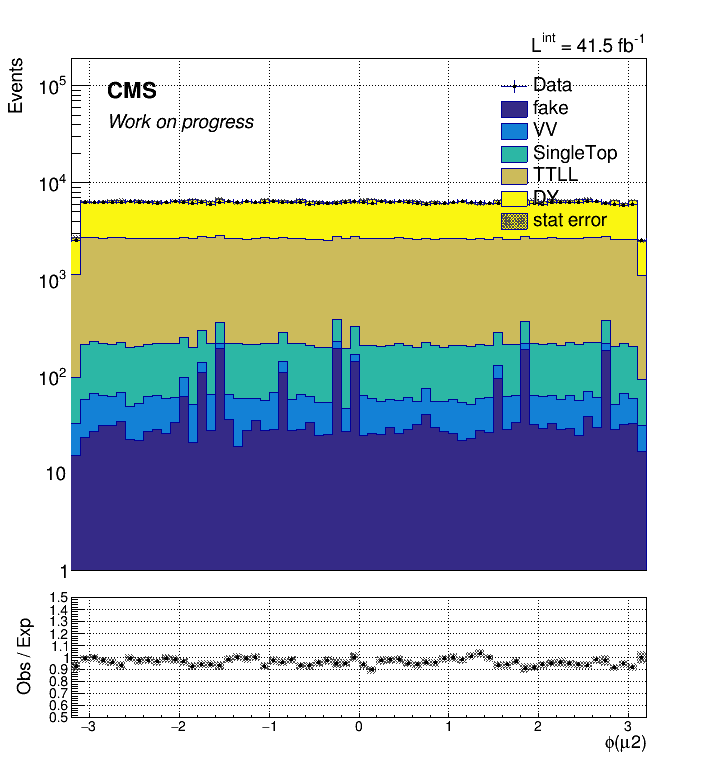 L^int = 41.5 fb^-1
Events
CMS
Work on progress
Data
fake
VV
SingleTop
TTLL
DY
stat error
10^5
10^4
10^3
10^2
10
1
Obs / Exp
1.5
1.4
1.3
1.2
1.1
1
0.9
0.8
0.7
0.6
0.5
−3 −2 −1 0 1 2 3
ϕ(μ2)